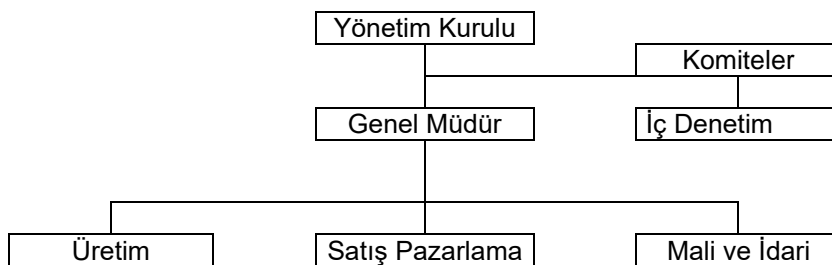 Yönetim Kurulu
Komiteler
Genel Müdür
İç Denetim
Üretim
Satış Pazarlama
Mali ve İdari